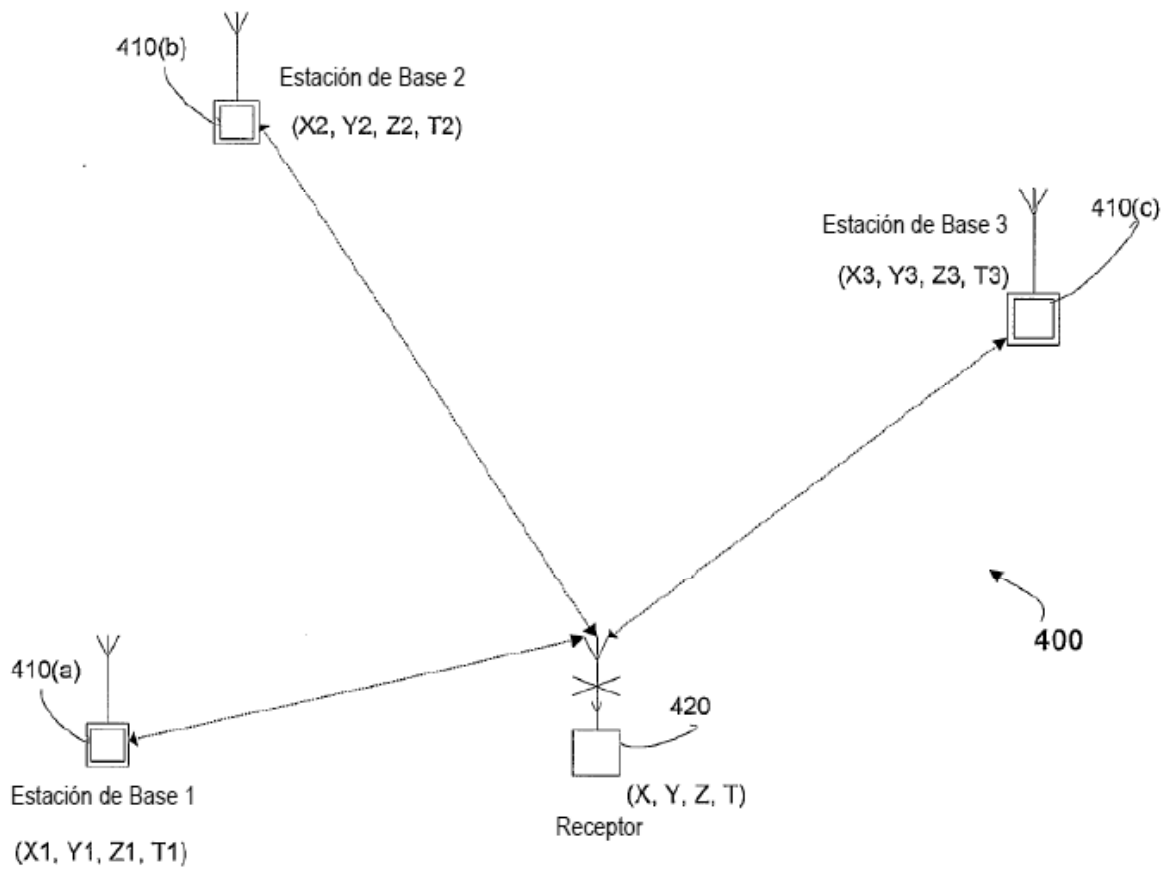 410(b)
Estación de Base 2
(X2, Y2, Z2, T2)
410(c)
Estación de Base 3
(X3, Y3, Z3, T3)
400
410(a)
420
Estación de Base 1
(X, Y, Z, T)
Receptor
(X1, Y1, Z1, T1)